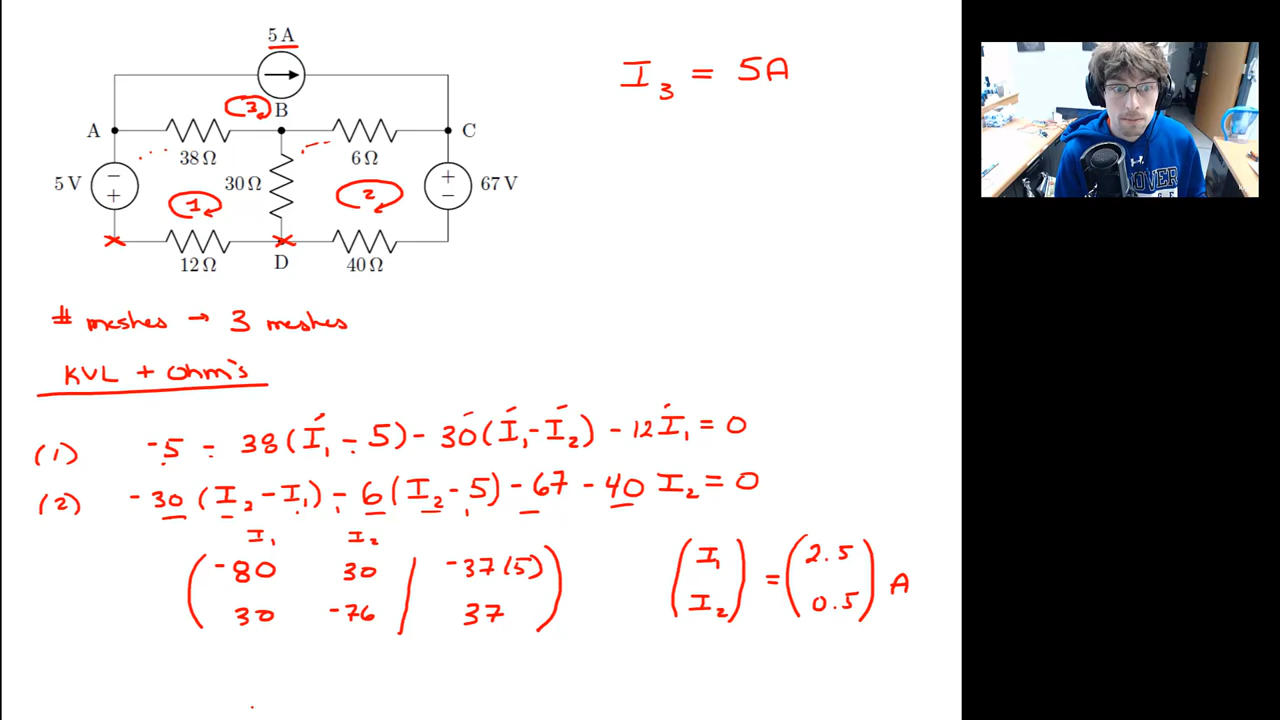 5 A
I₃ = 5A
3
B
A
C
38 Ω
6 Ω
5 V
−
+
30 Ω
+
−
67 V
1
2
12 Ω
D
40 Ω
# meshes → 3 meshes
KVL + Ohm's
(1) -5 - 38(I₁ - 5) - 30(I₁ - I₂) - 12I₁ = 0
(2) -30(I₂ - I₁) - 6(I₂ - 5) - 67 - 40 I₂ = 0
I₁ I₂
( -80 30 | -37(5) )
( 30 -76 | 37 )
( I₁ ) = ( 2.5 ) A
( I₂ ) ( 0.5 )